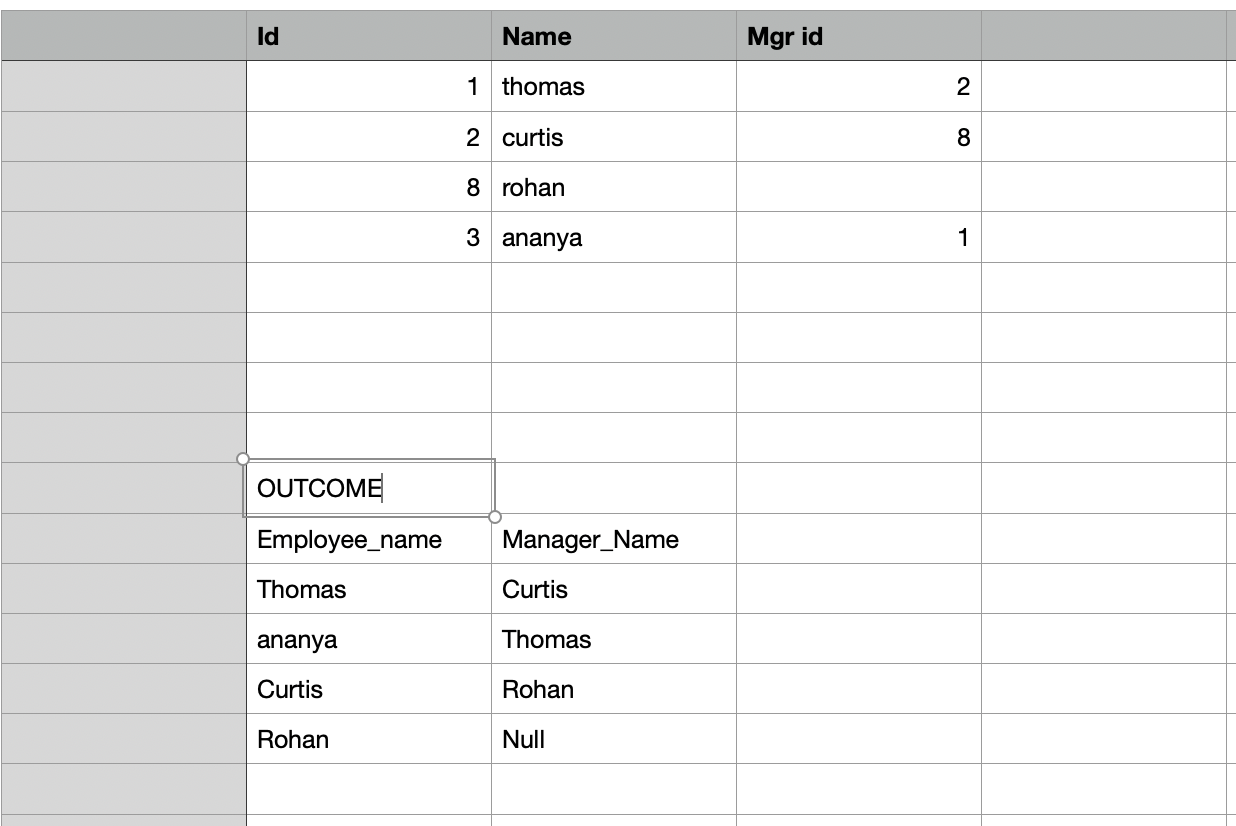 Id Name Mgr id
1 thomas 2
2 curtis 8
8 rohan
3 ananya 1
OUTCOME
Employee_name Manager_Name
Thomas Curtis
ananya Thomas
Curtis Rohan
Rohan Null